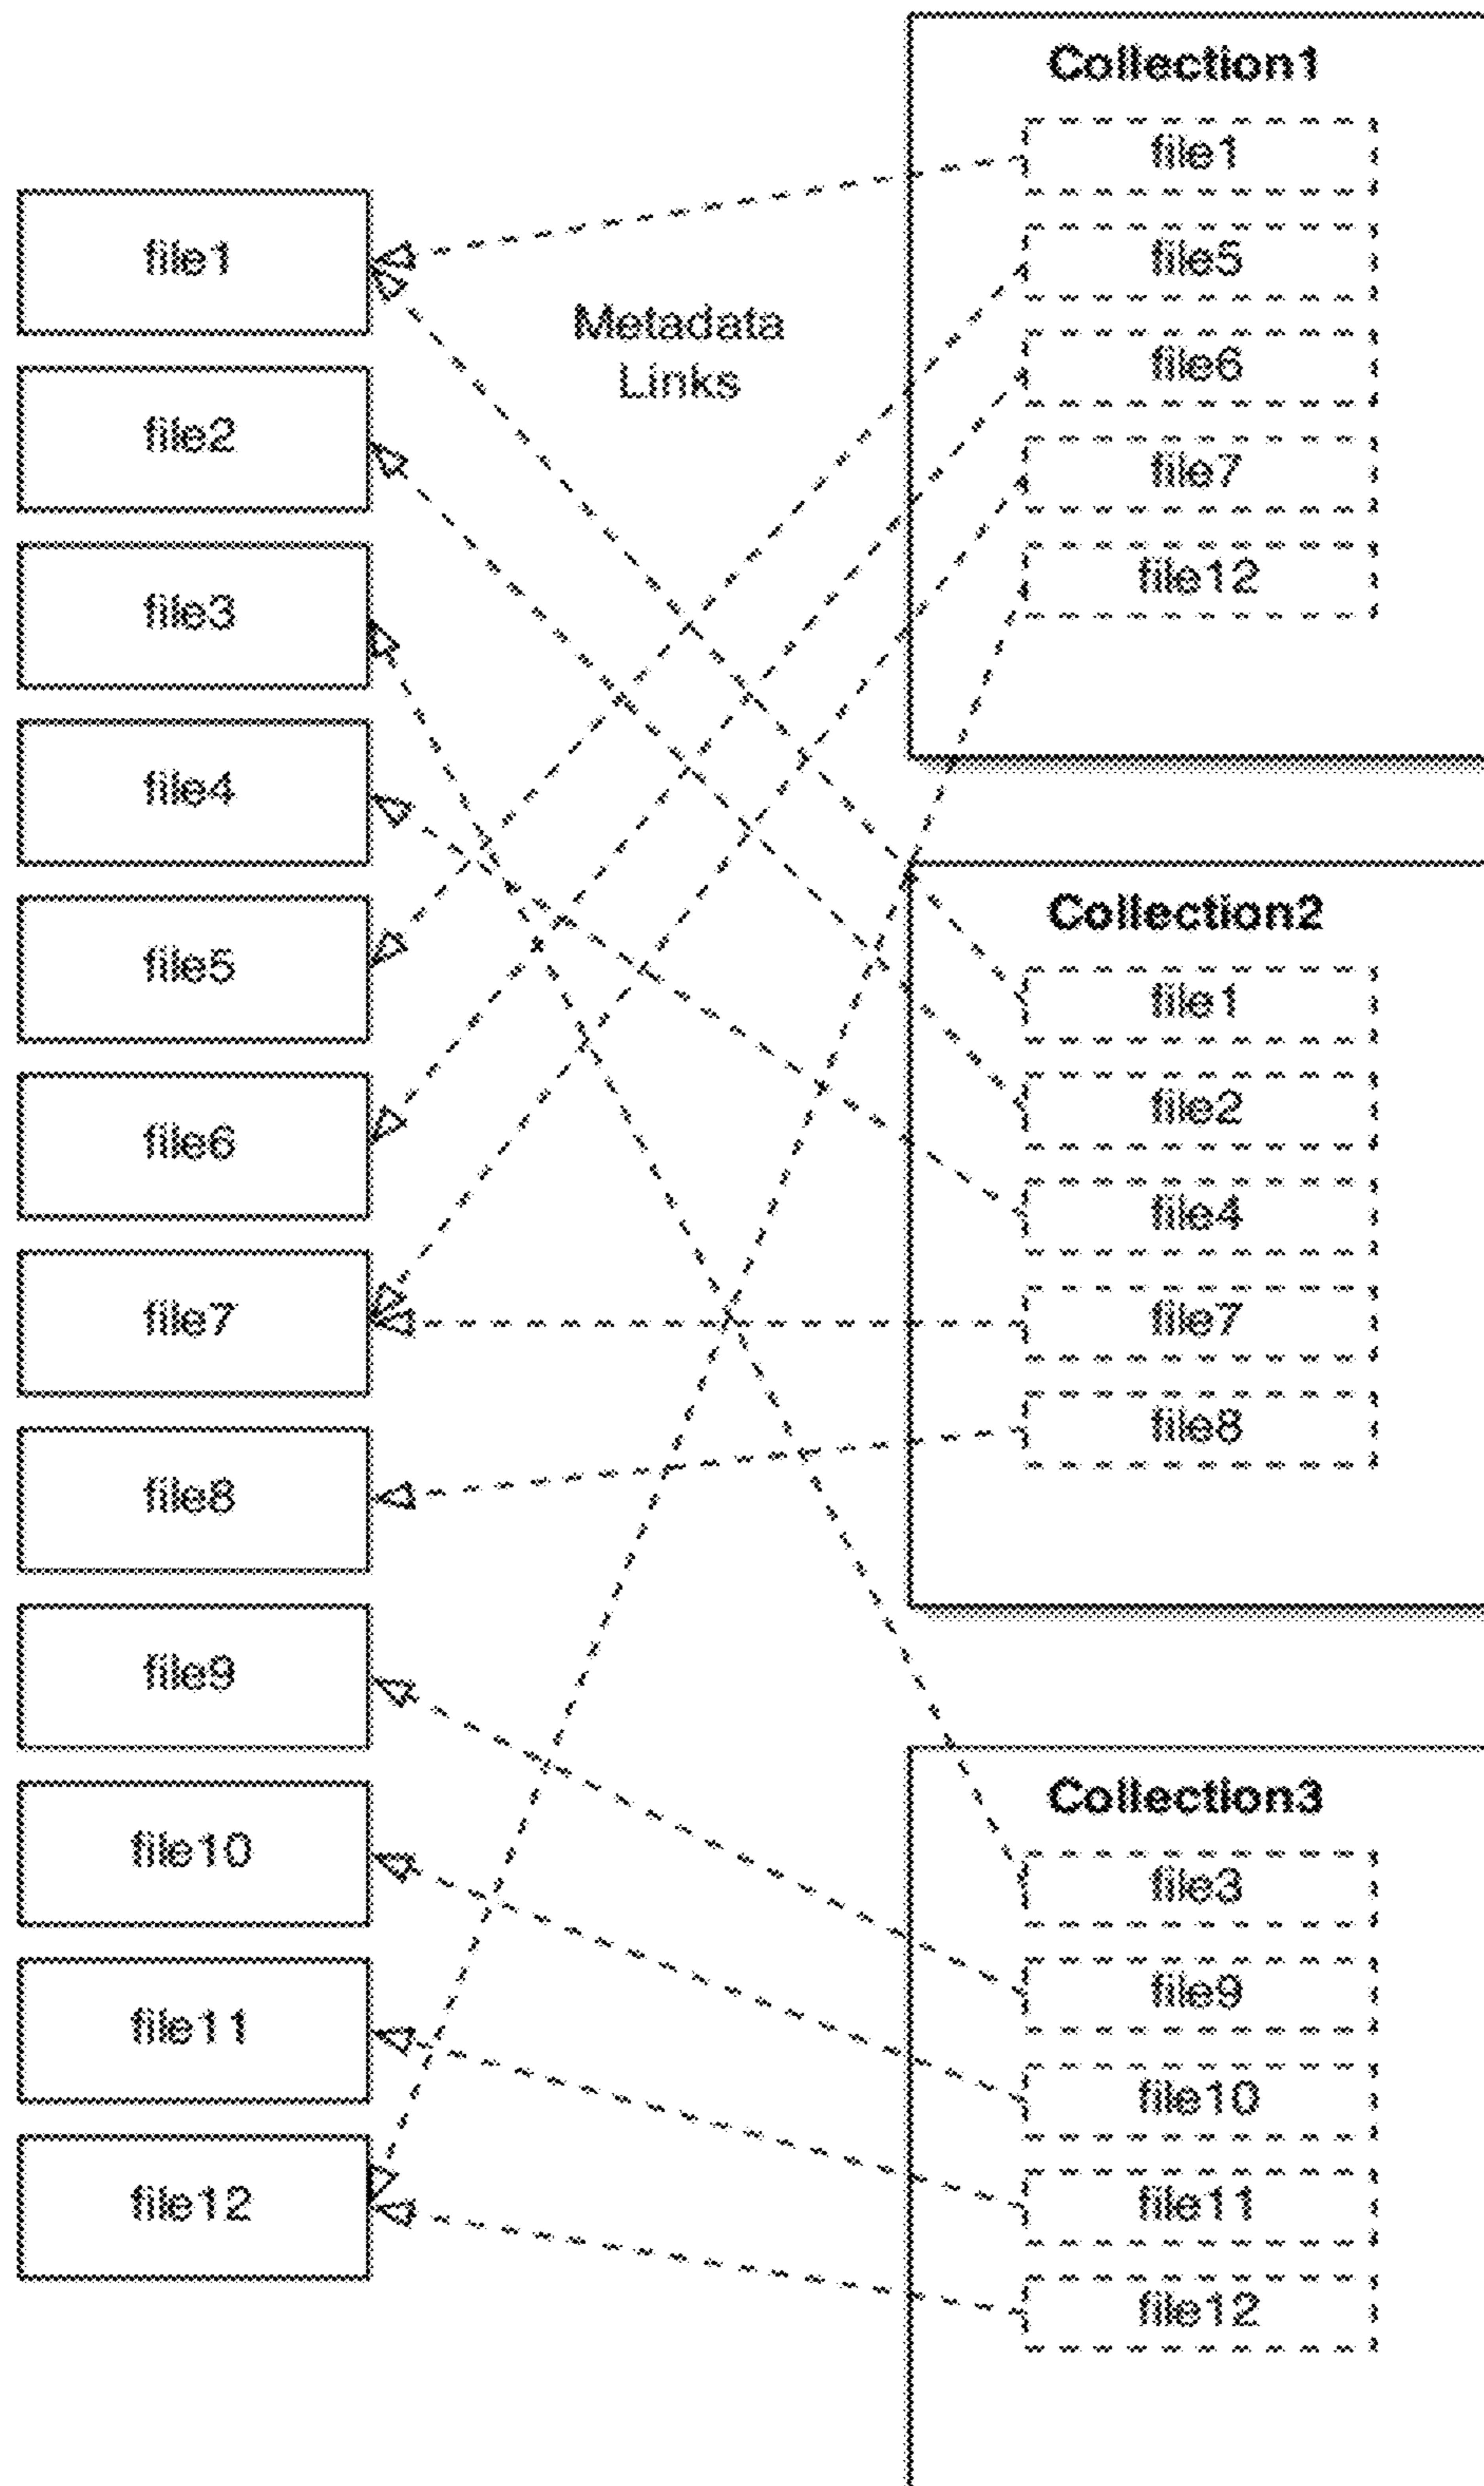 file1
file2
file3
file4
file5
file6
file7
file8
file9
file10
file11
file12
Metadata
Links
Collection1
file1
file5
file6
file7
file12
Collection2
file1
file2
file4
file7
file8
Collection3
file3
file9
file10
file11
file12